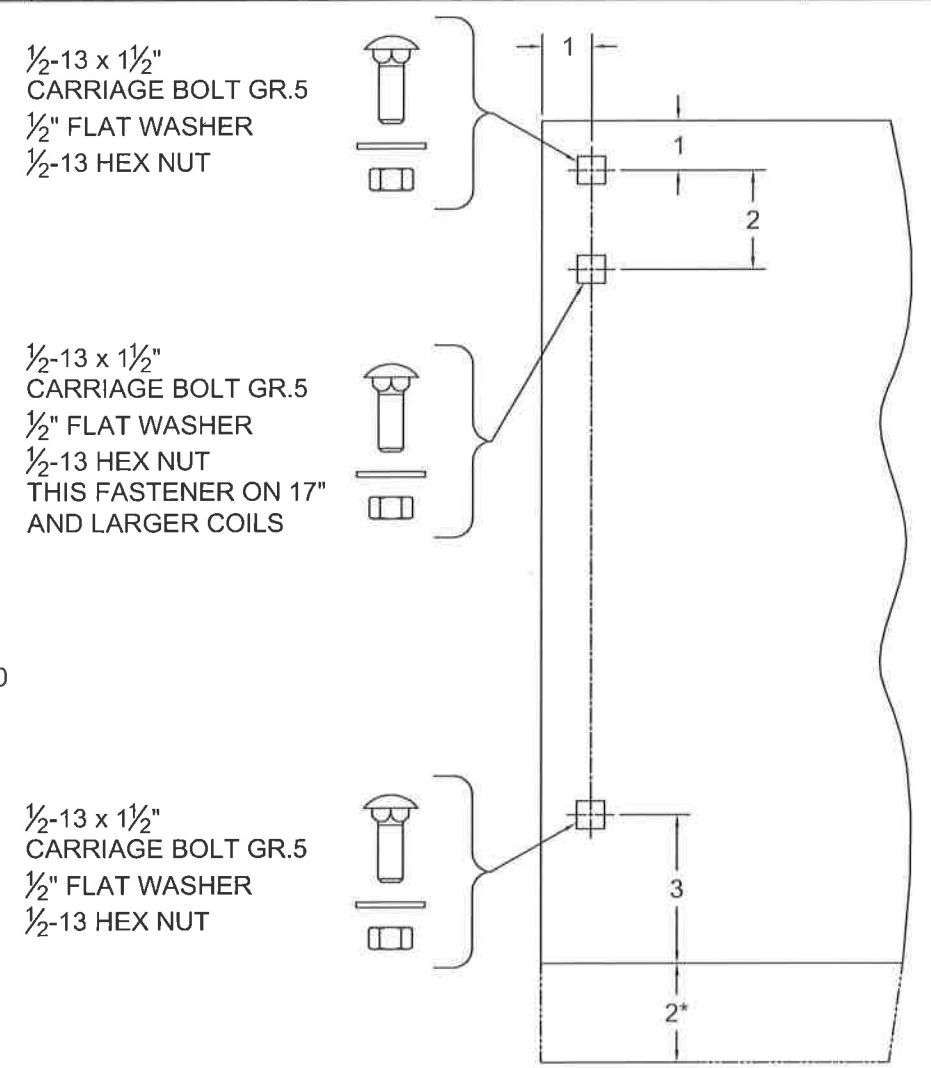 ½-13 x 1½"
CARRIAGE BOLT GR.5
½" FLAT WASHER
½-13 HEX NUT
1
1
2
½-13 x 1½"
CARRIAGE BOLT GR.5
½" FLAT WASHER
½-13 HEX NUT
THIS FASTENER ON 17"
AND LARGER COILS
0
½-13 x 1½"
CARRIAGE BOLT GR.5
½" FLAT WASHER
½-13 HEX NUT
3
2*